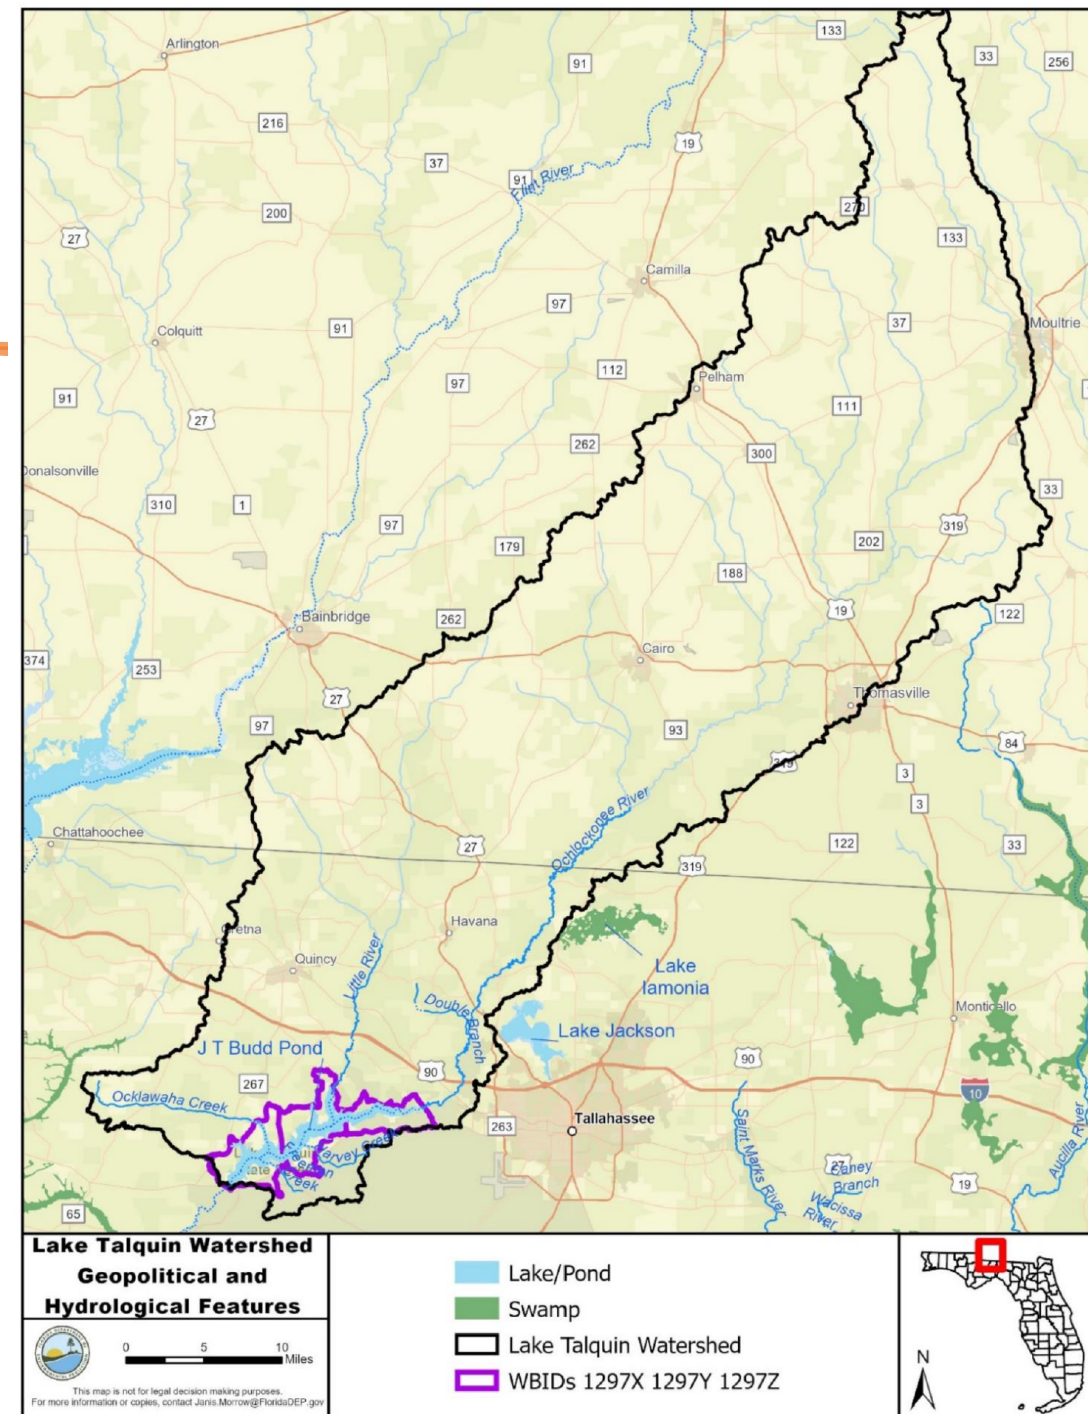 133
33
256
Arlington
91
216
19
37
91
Flint River
200
270
27
133
Camilla
97
37
91
Moultrie
Colquitt
112
97
Pelham
91
111
27
262
300
Donalsonville
33
310
1
97
319
202
179
188
19
122
Bainbridge
262
Cairo
374
253
27
Thomasville
97
93
84
319
3
3
Ochlockonee River
Chattahoochee
27
122
33
319
Gretna
Havana
Quincy
Little River
Lake
Iamonia
Double Branch
Monticello
Lake Jackson
J T Budd Pond
90
90
267
10
Ocklawaha Creek
263
Tallahassee
Harvey Creek
Freeman
Creek
Saint Marks River
27
Caney
Branch
Wacissa
River
Aucilla River
19
65
Lake Talquin Watershed
Geopolitical and
Hydrological Features
0 5 10
Miles
This map is not for legal decision making purposes.
For more information or copies, contact Janis.Morrow@FloridaDEP.gov
Lake/Pond
Swamp
Lake Talquin Watershed
WBIDs 1297X 1297Y 1297Z
N